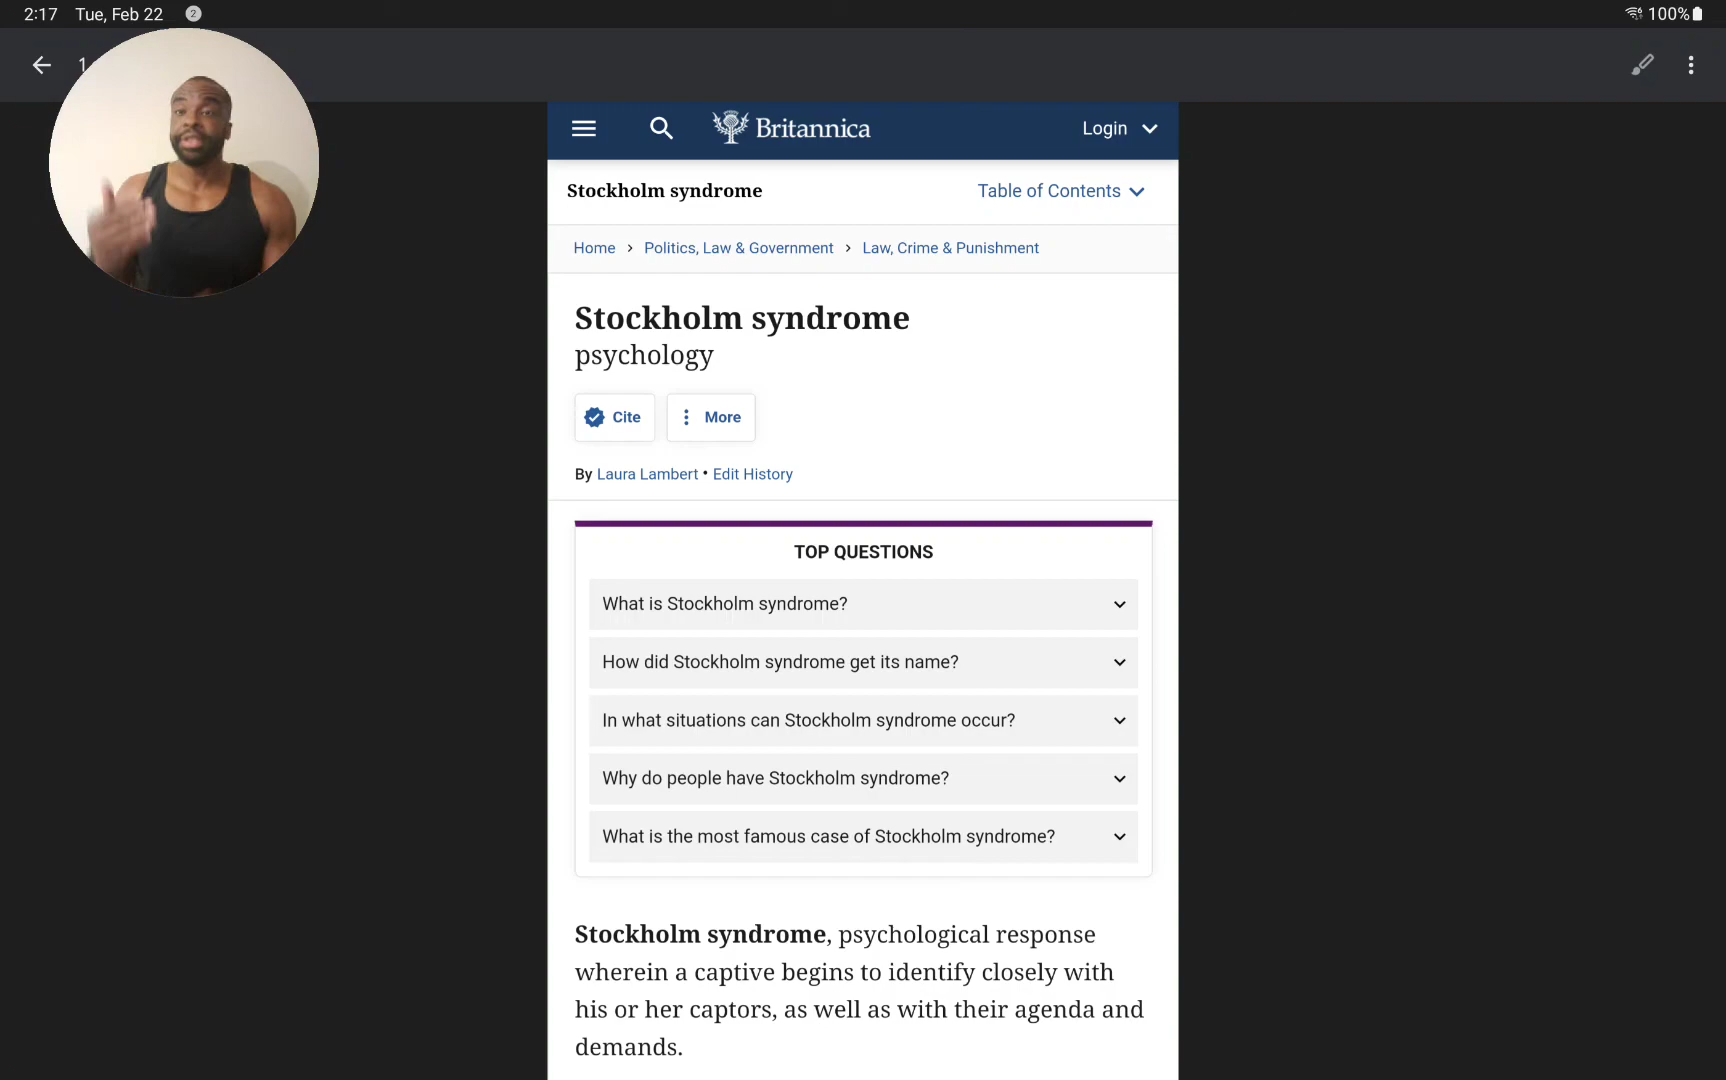 2:17 Tue, Feb 22 2 100%
1
Britannica Login
Stockholm syndrome Table of Contents
Home > Politics, Law & Government > Law, Crime & Punishment
Stockholm syndrome
psychology
Cite More
By Laura Lambert • Edit History
TOP QUESTIONS
What is Stockholm syndrome?
How did Stockholm syndrome get its name?
In what situations can Stockholm syndrome occur?
Why do people have Stockholm syndrome?
What is the most famous case of Stockholm syndrome?
Stockholm syndrome, psychological response
wherein a captive begins to identify closely with
his or her captors, as well as with their agenda and
demands.